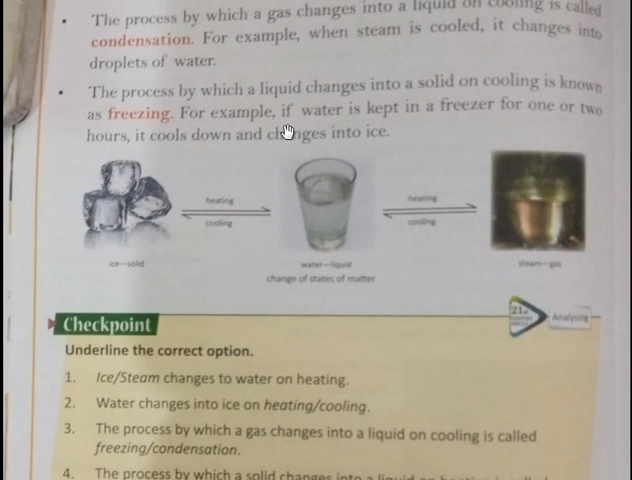 • The process by which a gas changes into a liquid on cooling is called
condensation. For example, when steam is cooled, it changes into
droplets of water.
• The process by which a liquid changes into a solid on cooling is known
as freezing. For example, if water is kept in a freezer for one or two
hours, it cools down and changes into ice.
heating
cooling
heating
cooling
ice—solid
water—liquid
steam—gas
change of states of matter
21st
Analysing
Checkpoint
Underline the correct option.
1. Ice/Steam changes to water on heating.
2. Water changes into ice on heating/cooling.
3. The process by which a gas changes into a liquid on cooling is called
freezing/condensation.
4. The process by which a solid changes into a liquid on heating is called